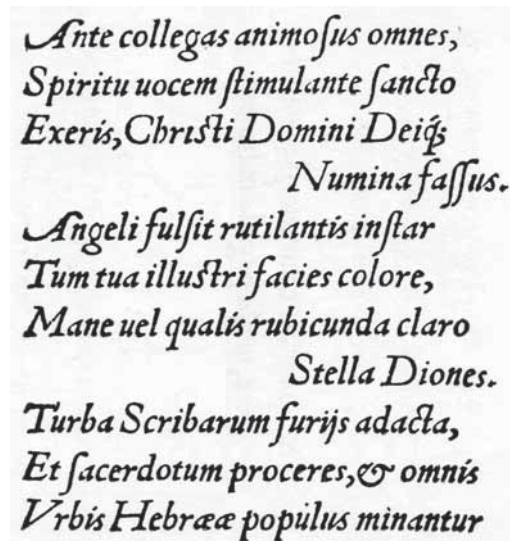 Ante collegas animoſus omnes,
Spiritu uocem ſtimulante ſancto
Exeris, Chriſti Domini Deiq́;
Numina faſſus.
Angeli fulſit rutilantis inſtar
Tum tua illuſtri facies colore,
Mane uel qualis rubicunda claro
Stella Diones.
Turba Scribarum furijs adacta,
Et ſacerdotum proceres, & omnis
Vrbis Hebrææ populus minantur